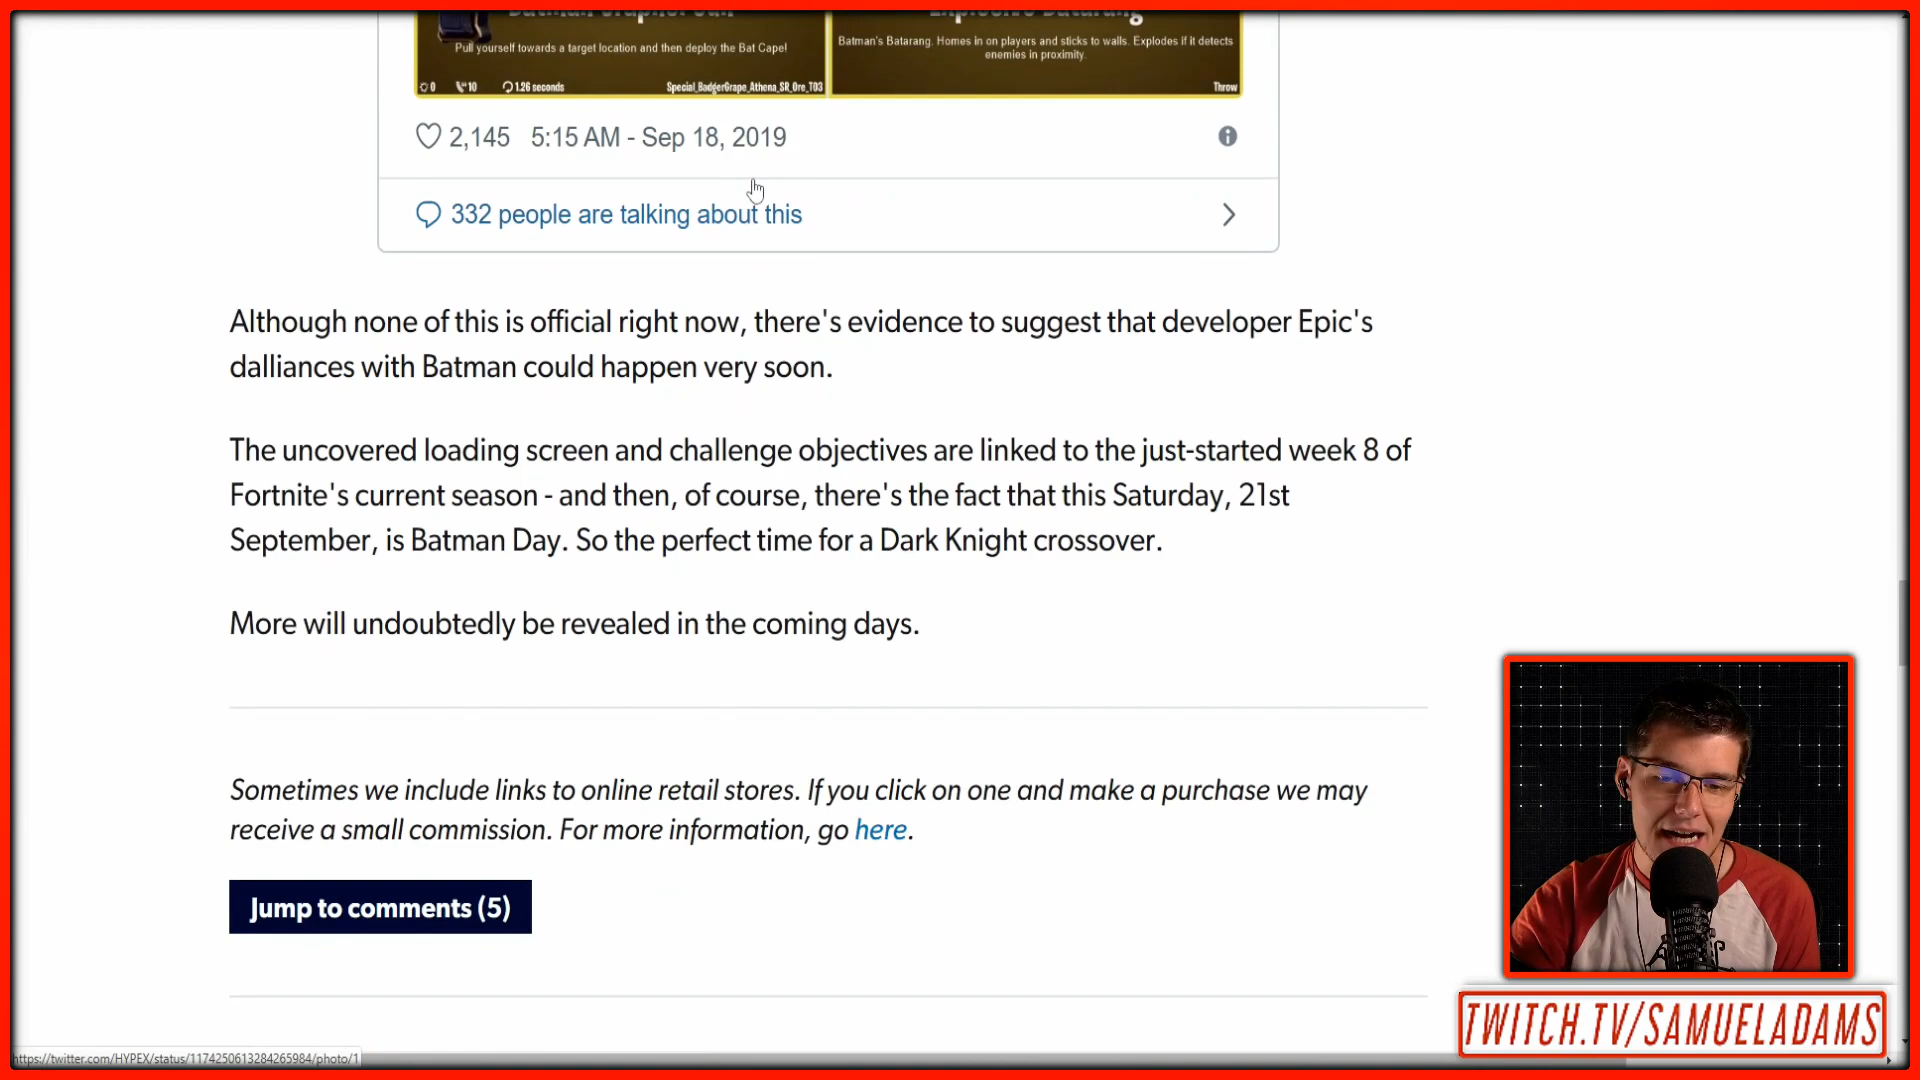 Batman Grapnel Gun
Explosive Batarang
Pull yourself towards a target location and then deploy the Bat Cape!
Batman's Batarang. Homes in on players and sticks to walls. Explodes if it detects
enemies in proximity.
0 10 1.26 seconds Special_BadgerGrape_Athena_SR_Ore_T03
Throw
2,145 5:15 AM - Sep 18, 2019
332 people are talking about this
Although none of this is official right now, there's evidence to suggest that developer Epic's
dalliances with Batman could happen very soon.
The uncovered loading screen and challenge objectives are linked to the just-started week 8 of
Fortnite's current season - and then, of course, there's the fact that this Saturday, 21st
September, is Batman Day. So the perfect time for a Dark Knight crossover.
More will undoubtedly be revealed in the coming days.
Sometimes we include links to online retail stores. If you click on one and make a purchase we may
receive a small commission. For more information, go here.
Jump to comments (5)
TWITCH.TV/SAMUELADAMS
https://twitter.com/HYPEX/status/1174250613284265984/photo/1